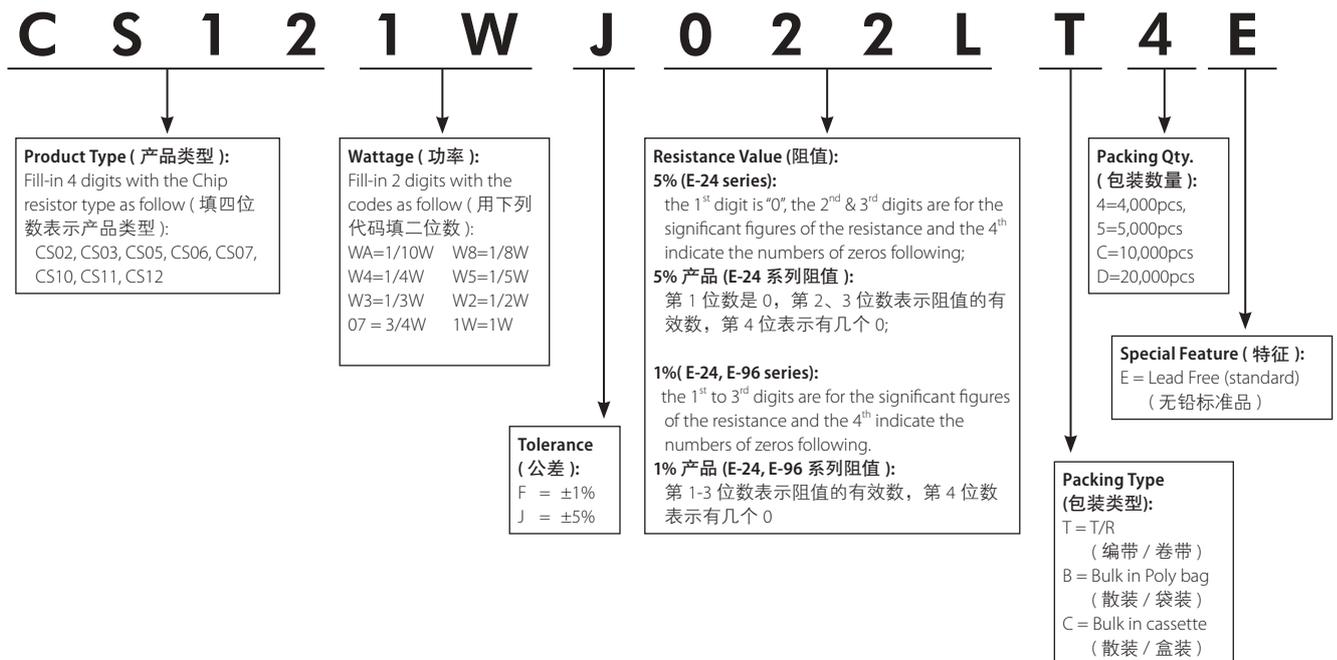 CS121WJ022LT4E
Product Type ( 产品类型 ):
Fill-in 4 digits with the Chip
resistor type as follow ( 填四位
数表示产品类型 ):
CS02, CS03, CS05, CS06, CS07,
CS10, CS11, CS12
Wattage ( 功率 ):
Fill-in 2 digits with the
codes as follow ( 用下列
代码填二位数 ):
WA=1/10W W8=1/8W
W4=1/4W W5=1/5W
W3=1/3W W2=1/2W
07 = 3/4W 1W=1W
Tolerance
( 公差 ):
F = ±1%
J = ±5%
Resistance Value (阻值):
5% (E-24 series):
the 1st digit is “0”, the 2nd & 3rd digits are for the
significant figures of the resistance and the 4th
indicate the numbers of zeros following;
5% 产品 (E-24 系列阻值 ):
第 1 位数是 0，第 2、3 位数表示阻值的有
效数，第 4 位表示有几个 0;
1%( E-24, E-96 series):
the 1st to 3rd digits are for the significant figures
of the resistance and the 4th indicate the
numbers of zeros following.
1% 产品 (E-24, E-96 系列阻值 ):
第 1-3 位数表示阻值的有效数，第 4 位数
表示有几个 0
Packing Type
(包装类型):
T = T/R
( 编带 / 卷带 )
B = Bulk in Poly bag
( 散装 / 袋装 )
C = Bulk in cassette
( 散装 / 盒装 )
Packing Qty.
( 包装数量 ):
4=4,000pcs,
5=5,000pcs
C=10,000pcs
D=20,000pcs
Special Feature ( 特征 ):
E = Lead Free (standard)
( 无铅标准品 )